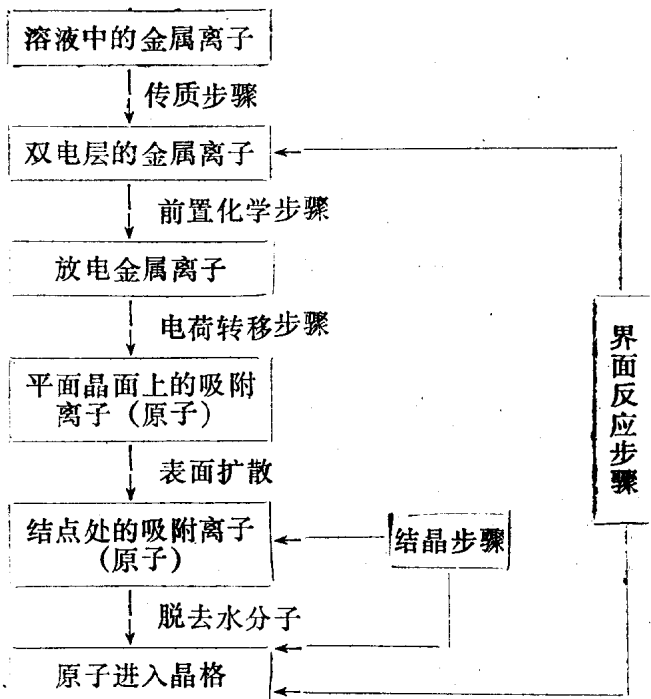 溶液中的金属离子
传质步骤
双电层的金属离子
前置化学步骤
放电金属离子
电荷转移步骤
平面晶面上的吸附
离子（原子）
表面扩散
结点处的吸附离子
（原子）
脱去水分子
原子进入晶格
结晶步骤
界面反应步骤